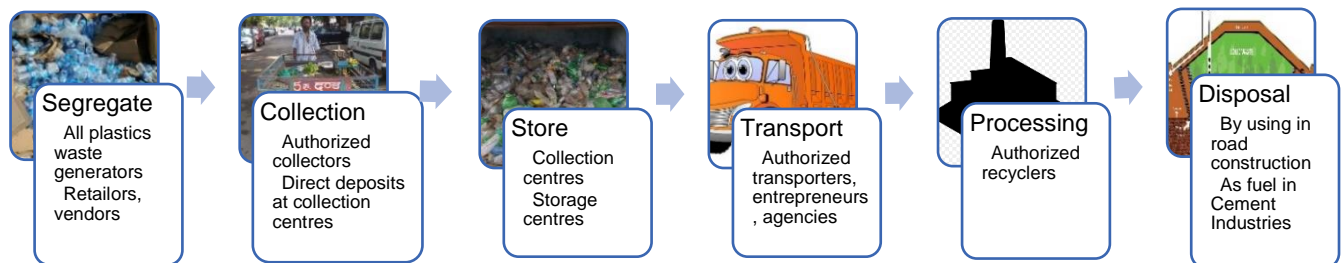 Segregate
All plastics
waste
generators
Retailors,
vendors
Collection
Authorized
collectors
Direct deposits
at collection
centres
Store
Collection
centres
Storage
centres
Transport
Authorized
transporters,
entrepreneurs
, agencies
Processing
Authorized
recyclers
Disposal
By using in
road
construction
As fuel in
Cement
Industries